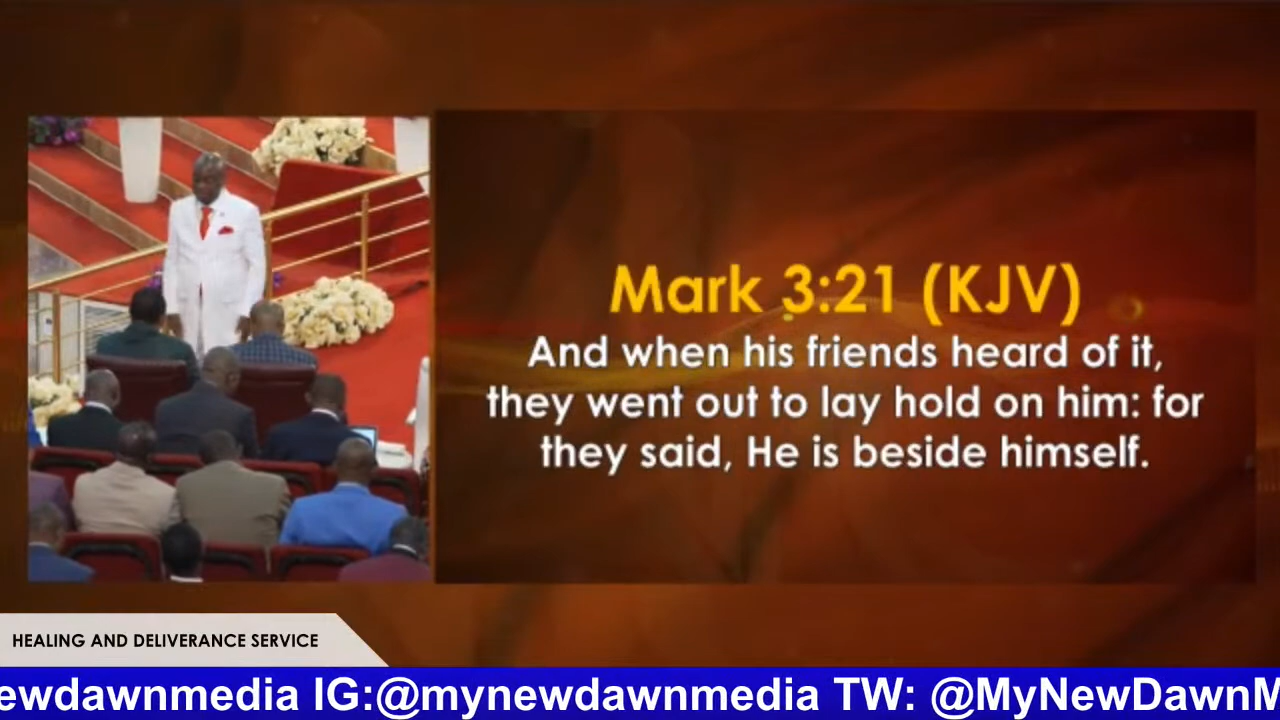 Mark 3:21 (KJV)
And when his friends heard of it,
they went out to lay hold on him: for
they said, He is beside himself.
HEALING AND DELIVERANCE SERVICE
ewdawnmedia IG:@mynewdawnmedia TW: @MyNewDawnM